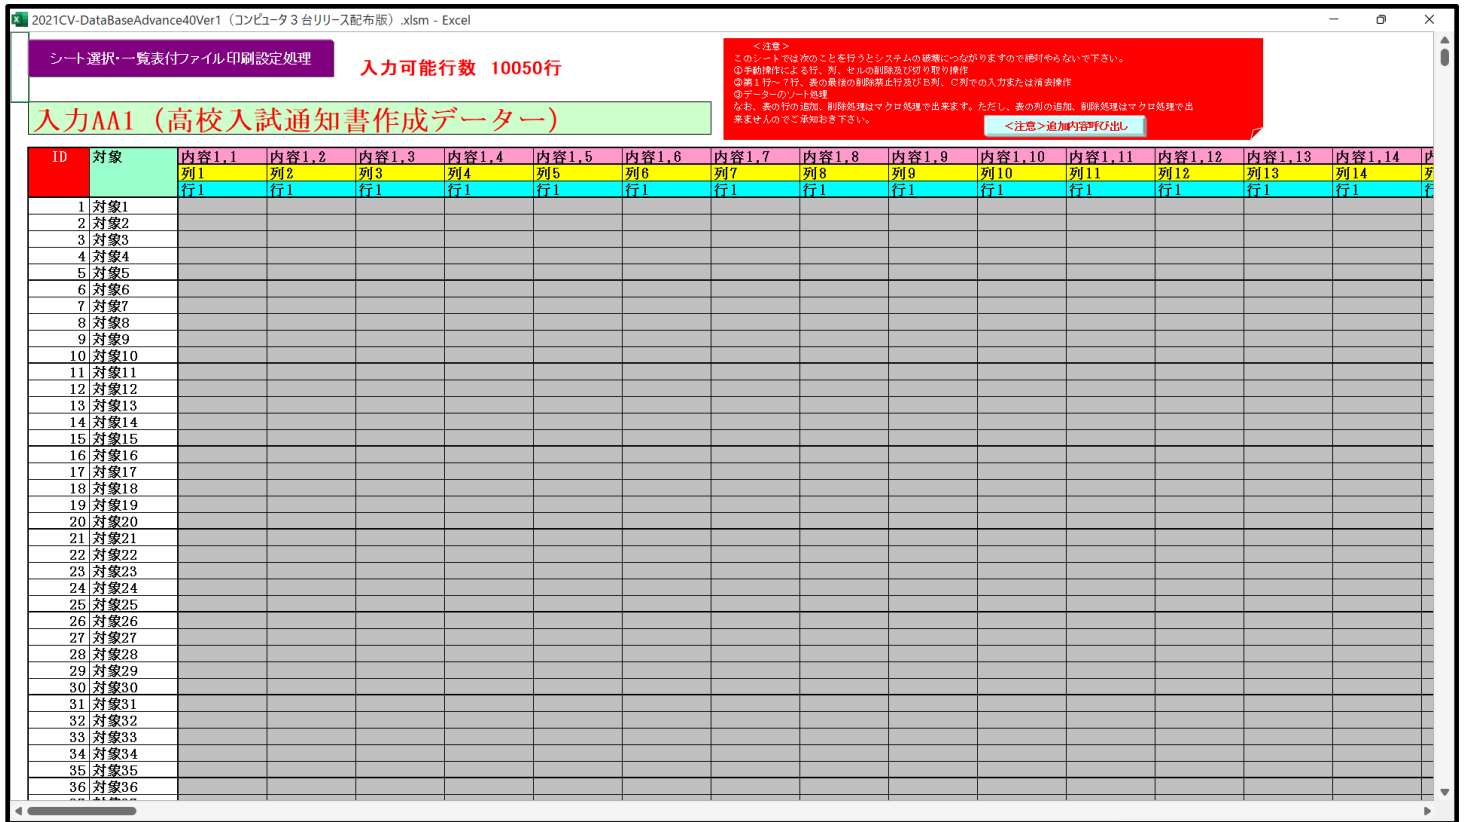 2021CV-DataBaseAdvance40Ver1（コンピュータ３台リリース配布版）.xlsm - Excel
シート選択・一覧表付ファイル印刷設定処理
入力可能行数 10050行
＜注意＞
このシートでは次のことを行うとシステムの破壊につながりますので絶対やらないで下さい。
①手動操作による行、列、セルの削除及び切り取り操作
②第１行～７行、表の最後の削除禁止行及びＢ列、Ｃ列での入力または消去操作
③データーのソート処理
なお、表の行の追加、削除処理はマクロ処理で出来ます。ただし、表の列の追加、削除処理はマクロ処理で出
来ませんのでご承知おき下さい。
＜注意＞追加内容呼び出し
入力AA1（高校入試通知書作成データー）
ID 対象 内容1,1 内容1,2 内容1,3 内容1,4 内容1,5 内容1,6 内容1,7 内容1,8 内容1,9 内容1,10 内容1,11 内容1,12 内容1,13 内容1,14
列1 列2 列3 列4 列5 列6 列7 列8 列9 列10 列11 列12 列13 列14
行1 行1 行1 行1 行1 行1 行1 行1 行1 行1 行1 行1 行1 行1
1 対象1
2 対象2
3 対象3
4 対象4
5 対象5
6 対象6
7 対象7
8 対象8
9 対象9
10 対象10
11 対象11
12 対象12
13 対象13
14 対象14
15 対象15
16 対象16
17 対象17
18 対象18
19 対象19
20 対象20
21 対象21
22 対象22
23 対象23
24 対象24
25 対象25
26 対象26
27 対象27
28 対象28
29 対象29
30 対象30
31 対象31
32 対象32
33 対象33
34 対象34
35 対象35
36 対象36